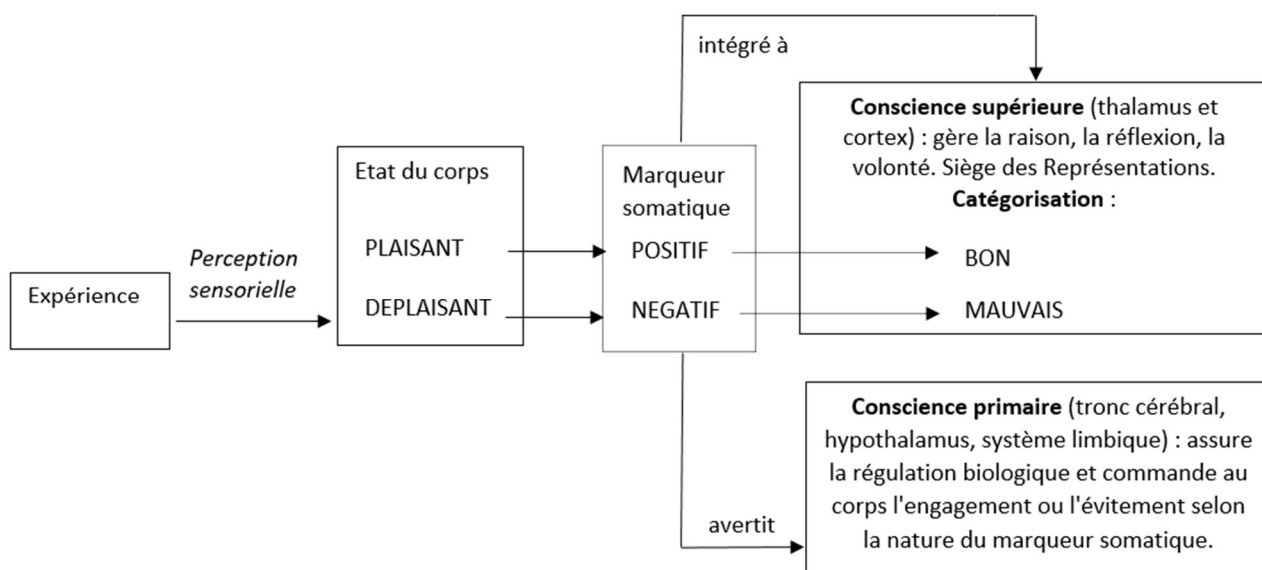 intégré à
Conscience supérieure (thalamus et
cortex) : gère la raison, la réflexion, la
volonté. Siège des Représentations.
Catégorisation :
BON
MAUVAIS
Etat du corps
PLAISANT
DEPLAISANT
Marqueur
somatique
POSITIF
NEGATIF
Perception
sensorielle
Expérience
Conscience primaire (tronc cérébral,
hypothalamus, système limbique) : assure
la régulation biologique et commande au
corps l'engagement ou l'évitement selon
la nature du marqueur somatique.
avertit